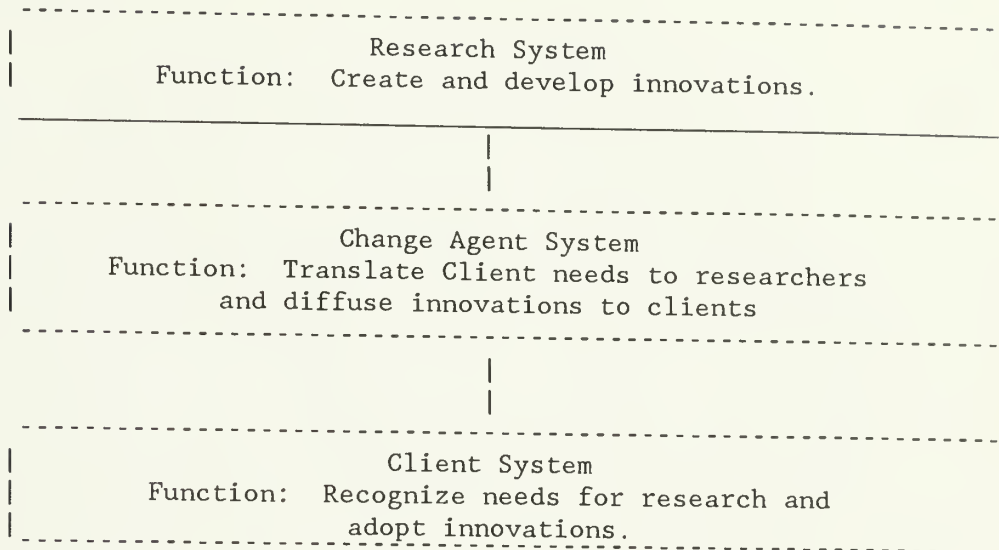 Research System
Function: Create and develop innovations.
Change Agent System
Function: Translate Client needs to researchers
and diffuse innovations to clients
Client System
Function: Recognize needs for research and
adopt innovations.